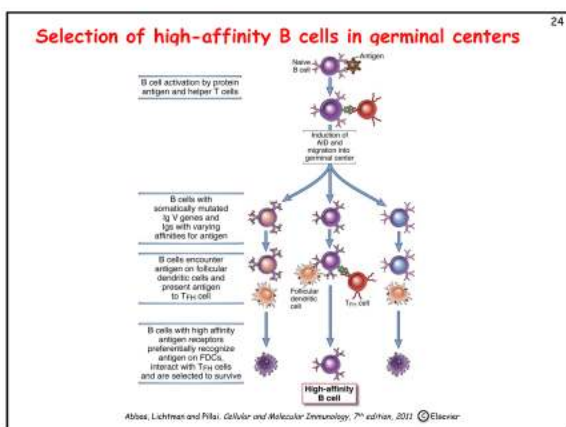 24
Selection of high-affinity B cells in germinal centers
Antigen
Naive
B cell
B cell activation by protein
antigen and helper T cells
Induction of
AID and
migration into
germinal center
B cells with
somatically mutated
Ig V genes and
Igs with varying
affinities for antigen
B cells encounter
antigen on follicular
dendritic cells and
present antigen
to TFH cell
Follicular
dendritic
cell
TFH cell
B cells with high affinity
antigen receptors
preferentially recognize
antigen on FDCs,
interact with TFH cells
and are selected to survive
High-affinity
B cell
Abbas, Lichtman and Pillai. Cellular and Molecular Immunology, 7th edition, 2011 © Elsevier